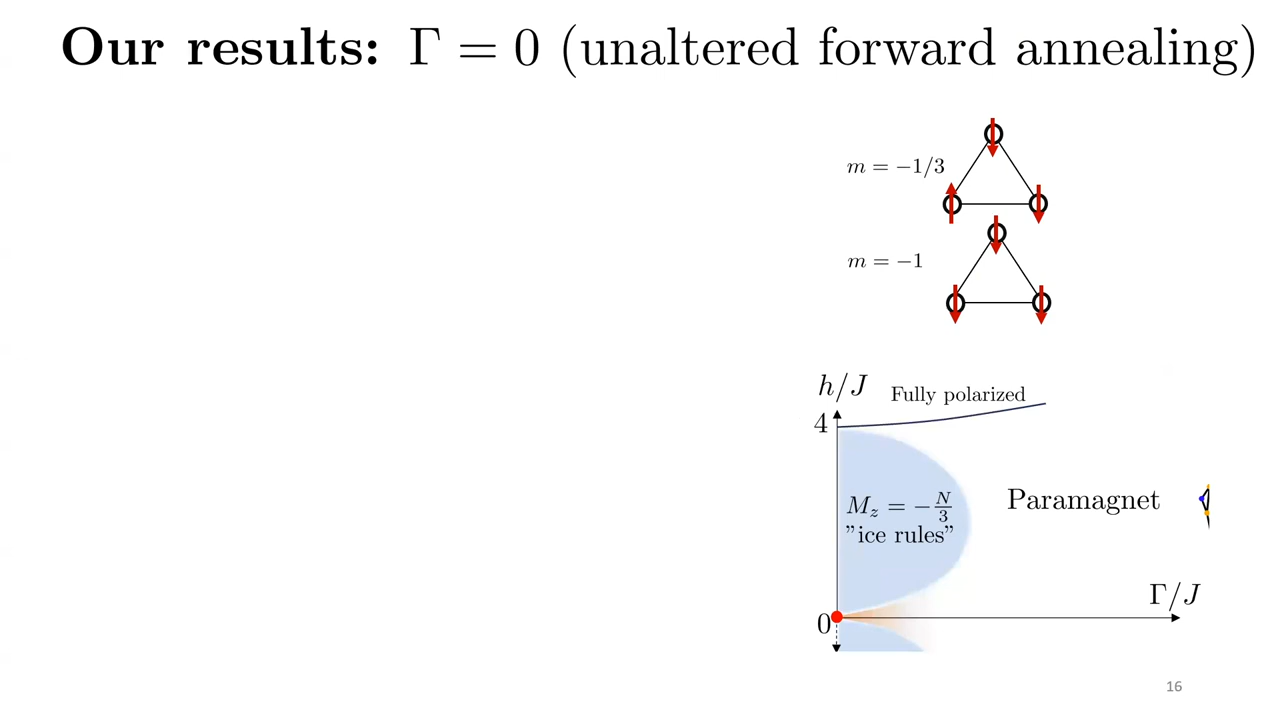 Our results: Γ = 0 (unaltered forward annealing)
m = −1/3
m = −1
h/J
Fully polarized
4
M_z = −N/3
"ice rules"
Paramagnet
Γ/J
0
16